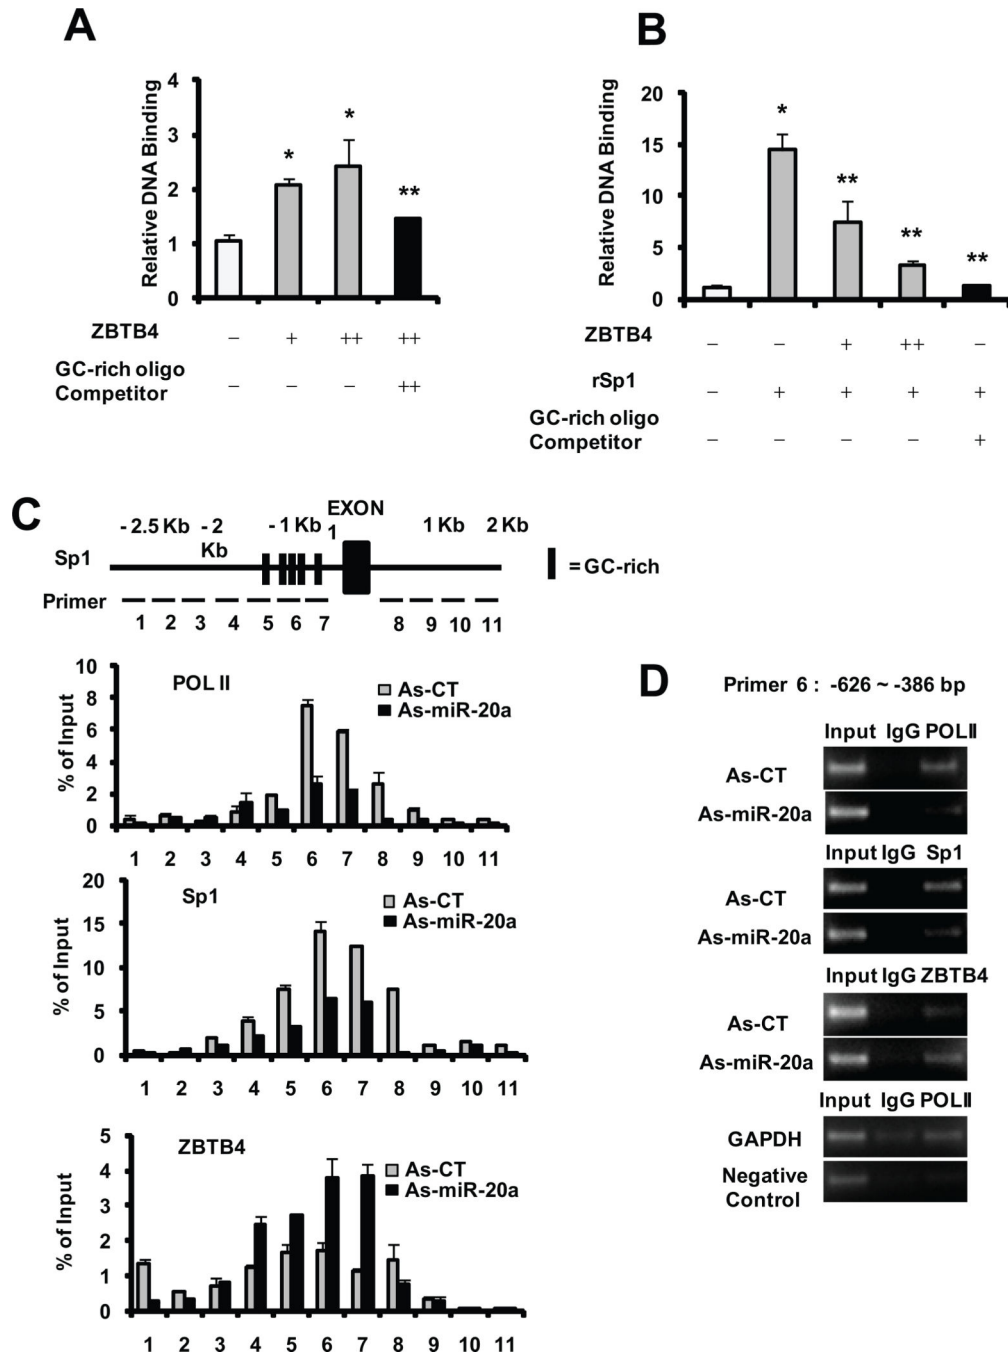 A
Relative DNA Binding
4
3
2
1
0
*
*
**
ZBTB4 – + ++ ++
GC-rich oligo
Competitor – – – ++
B
Relative DNA Binding
20
15
10
5
0
*
**
**
**
ZBTB4 – – + ++ –
rSp1 – + + + +
GC-rich oligo
Competitor – – – – +
C
EXON
- 2.5 Kb - 2 - 1 Kb 1 1 Kb 2 Kb
Kb
Sp1
= GC-rich
Primer
1 2 3 4 5 6 7 8 9 10 11
POL II
As-CT
As-miR-20a
% of Input
10
8
6
4
2
0
1 2 3 4 5 6 7 8 9 10 11
Sp1
As-CT
As-miR-20a
% of Input
20
15
10
5
0
1 2 3 4 5 6 7 8 9 10 11
ZBTB4
As-CT
As-miR-20a
% of Input
5
4
3
2
1
0
1 2 3 4 5 6 7 8 9 10 11
D
Primer 6 : -626 ~ -386 bp
Input IgG POLII
As-CT
As-miR-20a
Input IgG Sp1
As-CT
As-miR-20a
Input IgG ZBTB4
As-CT
As-miR-20a
Input IgG POLII
GAPDH
Negative
Control